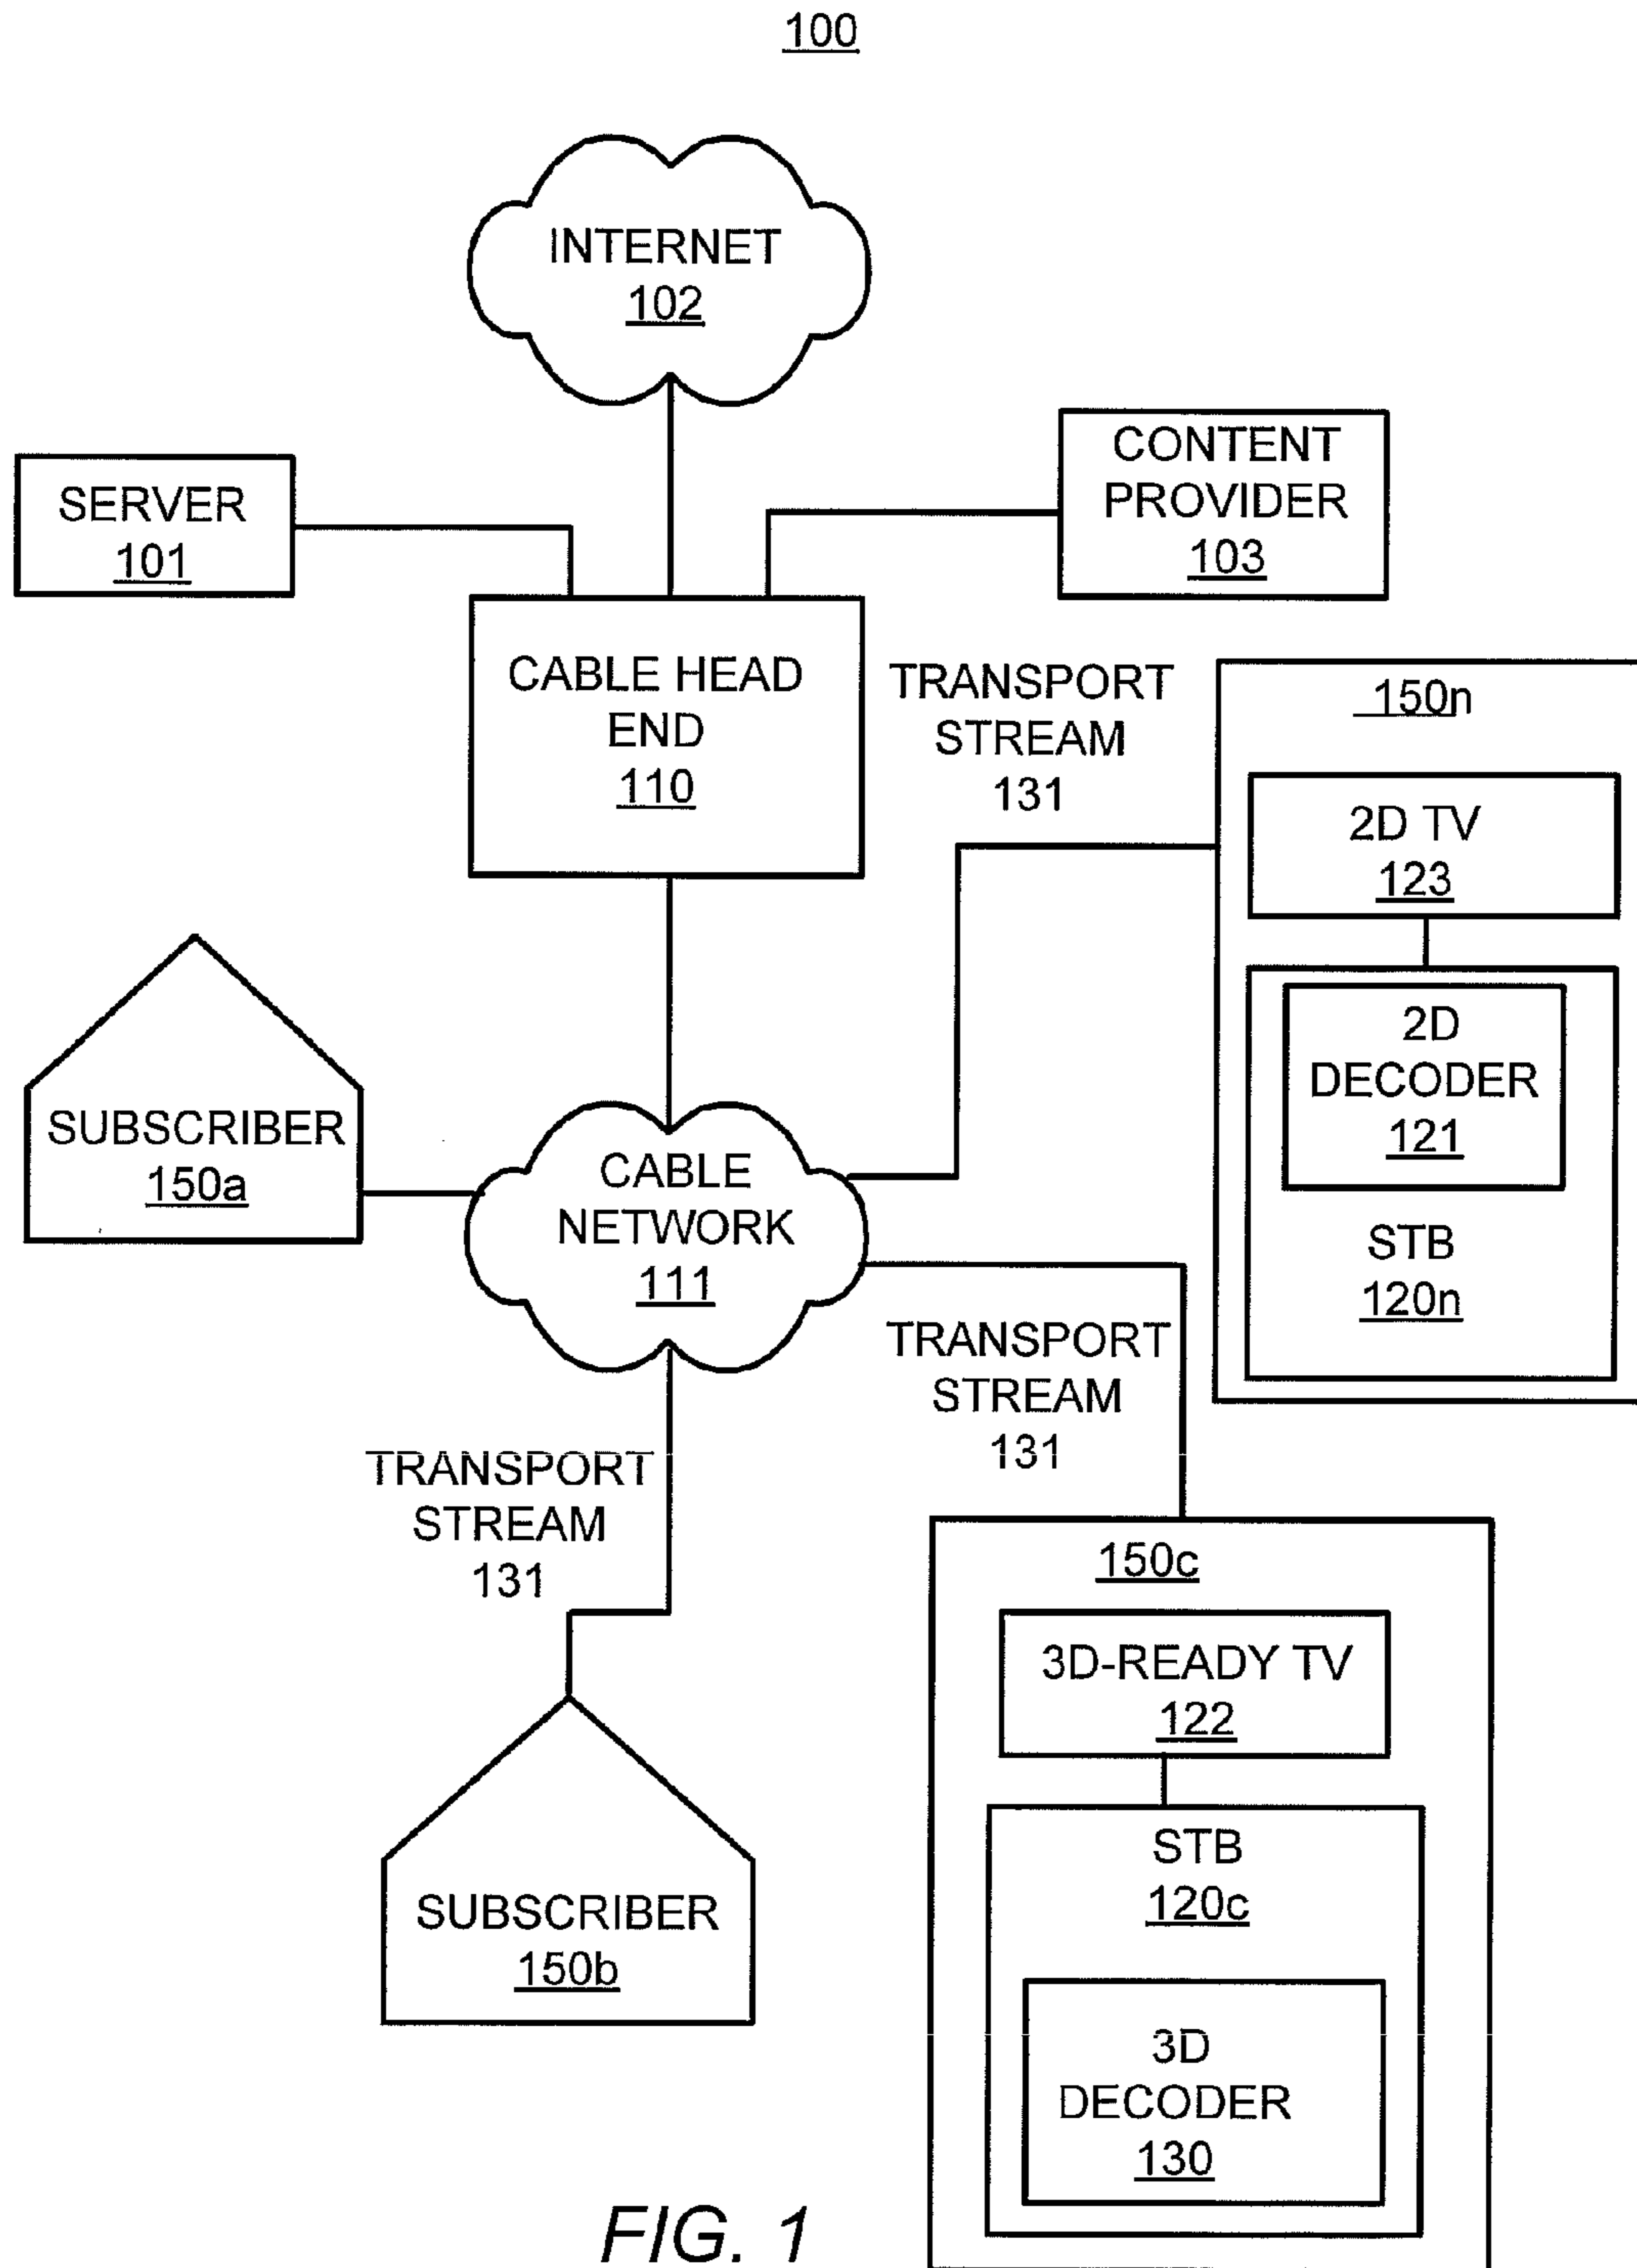 100
INTERNET
102
SERVER
101
CONTENT
PROVIDER
103
CABLE HEAD
END
110
TRANSPORT
STREAM
131
150n
2D TV
123
2D
DECODER
121
STB
120n
SUBSCRIBER
150a
CABLE
NETWORK
111
TRANSPORT
STREAM
131
TRANSPORT
STREAM
131
150c
3D-READY TV
122
STB
120c
3D
DECODER
130
SUBSCRIBER
150b
FIG. 1